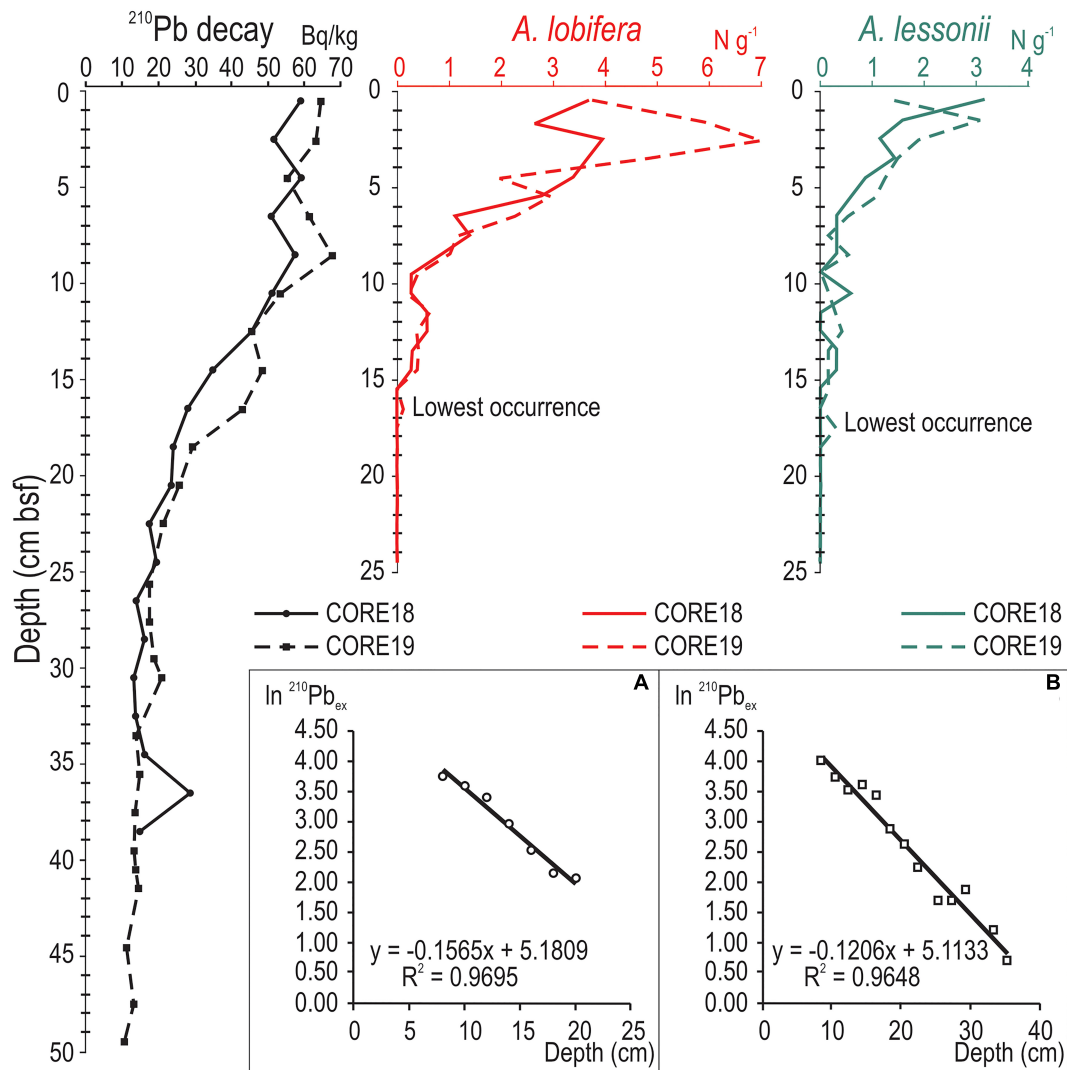 ²¹⁰Pb decay Bq/kg
0 10 20 30 40 50 60 70
A. lobifera N g⁻¹
0 1 2 3 4 5 6 7
A. lessonii N g⁻¹
0 1 2 3 4
Depth (cm bsf)
0
5
10
15
20
25
30
35
40
45
50
0
5
10
15
20
25
Lowest occurrence
0
5
10
15
20
25
Lowest occurrence
CORE18
CORE19
CORE18
CORE19
CORE18
CORE19
A
ln ²¹⁰Pbₑₓ
4.50
4.00
3.50
3.00
2.50
2.00
1.50
1.00
0.50
0.00
y = -0.1565x + 5.1809
R² = 0.9695
0 5 10 15 20 25
Depth (cm)
B
ln ²¹⁰Pbₑₓ
4.50
4.00
3.50
3.00
2.50
2.00
1.50
1.00
0.50
0.00
y = -0.1206x + 5.1133
R² = 0.9648
0 10 20 30 40
Depth (cm)